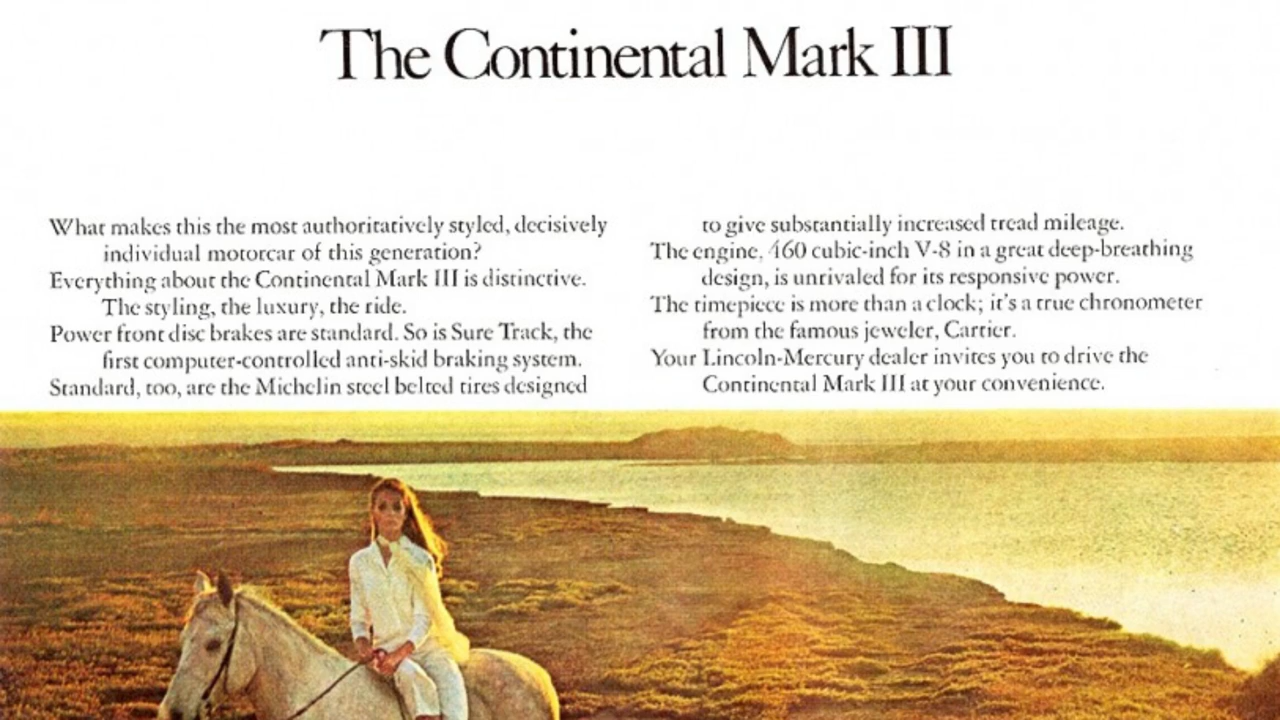 The Continental Mark III
What makes this the most authoritatively styled, decisively
individual motorcar of this generation?
Everything about the Continental Mark III is distinctive.
The styling, the luxury, the ride.
Power front disc brakes are standard. So is Sure Track, the
first computer-controlled anti-skid braking system.
Standard, too, are the Michelin steel belted tires designed
to give substantially increased tread mileage.
The engine, 460 cubic-inch V-8 in a great deep-breathing
design, is unrivaled for its responsive power.
The timepiece is more than a clock; it's a true chronometer
from the famous jeweler, Cartier.
Your Lincoln-Mercury dealer invites you to drive the
Continental Mark III at your convenience.